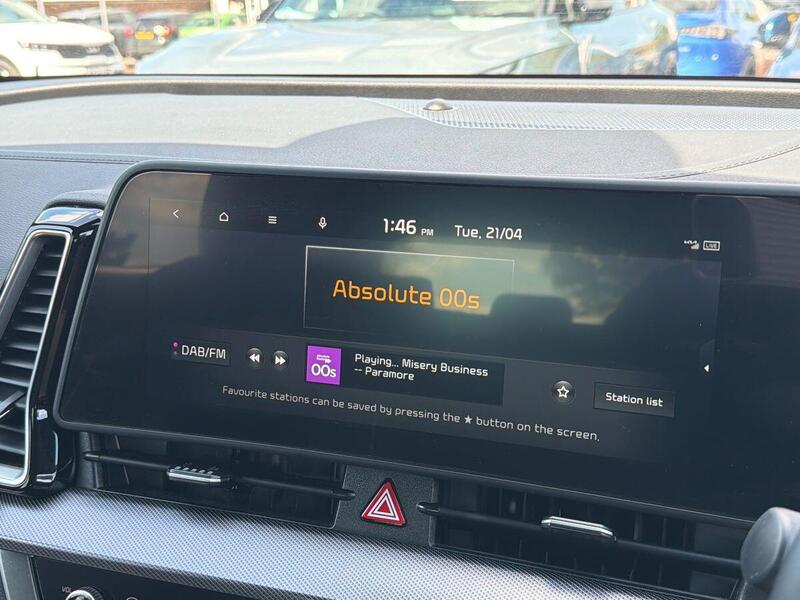 1:46 PM Tue, 21/04
LIVE
Absolute 00s
DAB/FM
00s
Playing... Misery Business
-- Paramore
Station list
Favourite stations can be saved by pressing the ★ button on the screen.
VOL